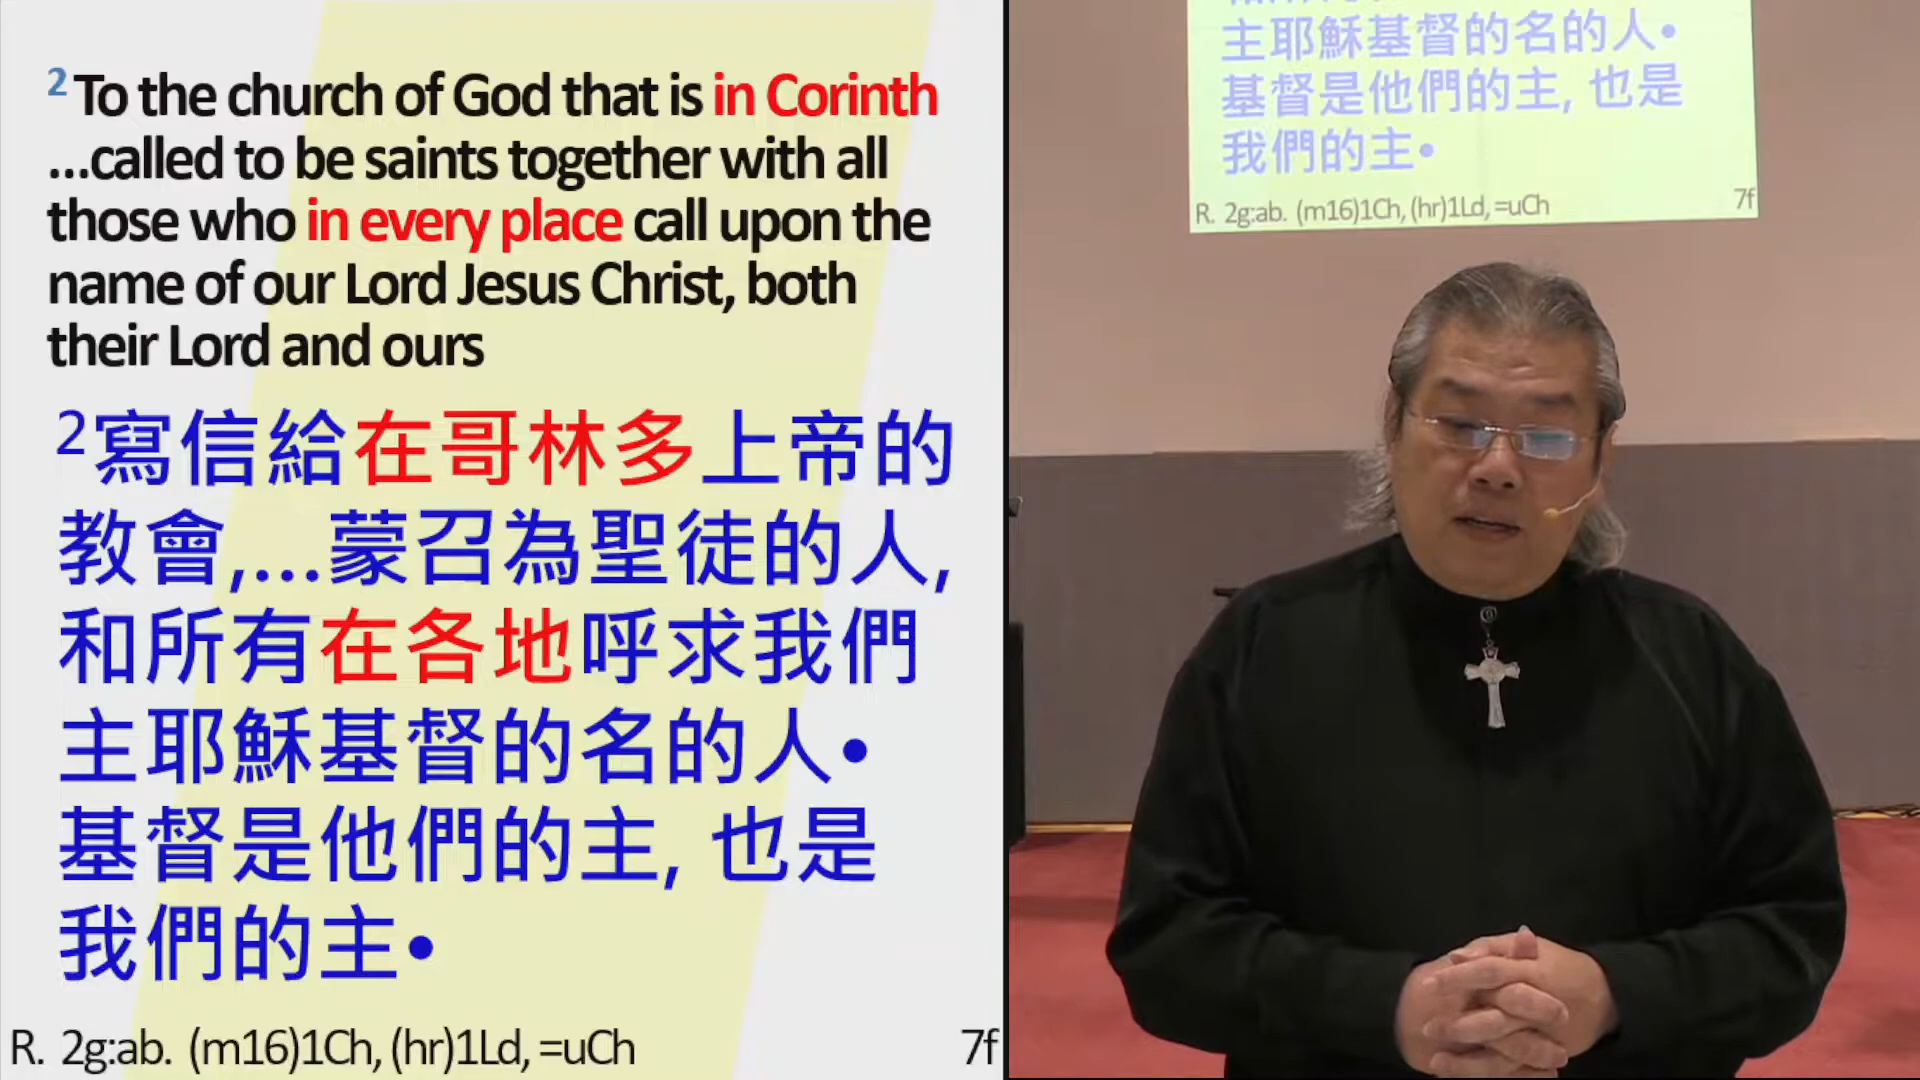 2 To the church of God that is in Corinth
...called to be saints together with all
those who in every place call upon the
name of our Lord Jesus Christ, both
their Lord and ours
2寫信給在哥林多上帝的
教會,...蒙召為聖徒的人,
和所有在各地呼求我們
主耶穌基督的名的人•
基督是他們的主, 也是
我們的主•
R. 2g:ab. (m16)1Ch, (hr)1Ld, =uCh 7f
主耶穌基督的名的人•
基督是他們的主, 也是
我們的主•
R. 2g:ab. (m16)1Ch, (hr)1Ld, =uCh 7f